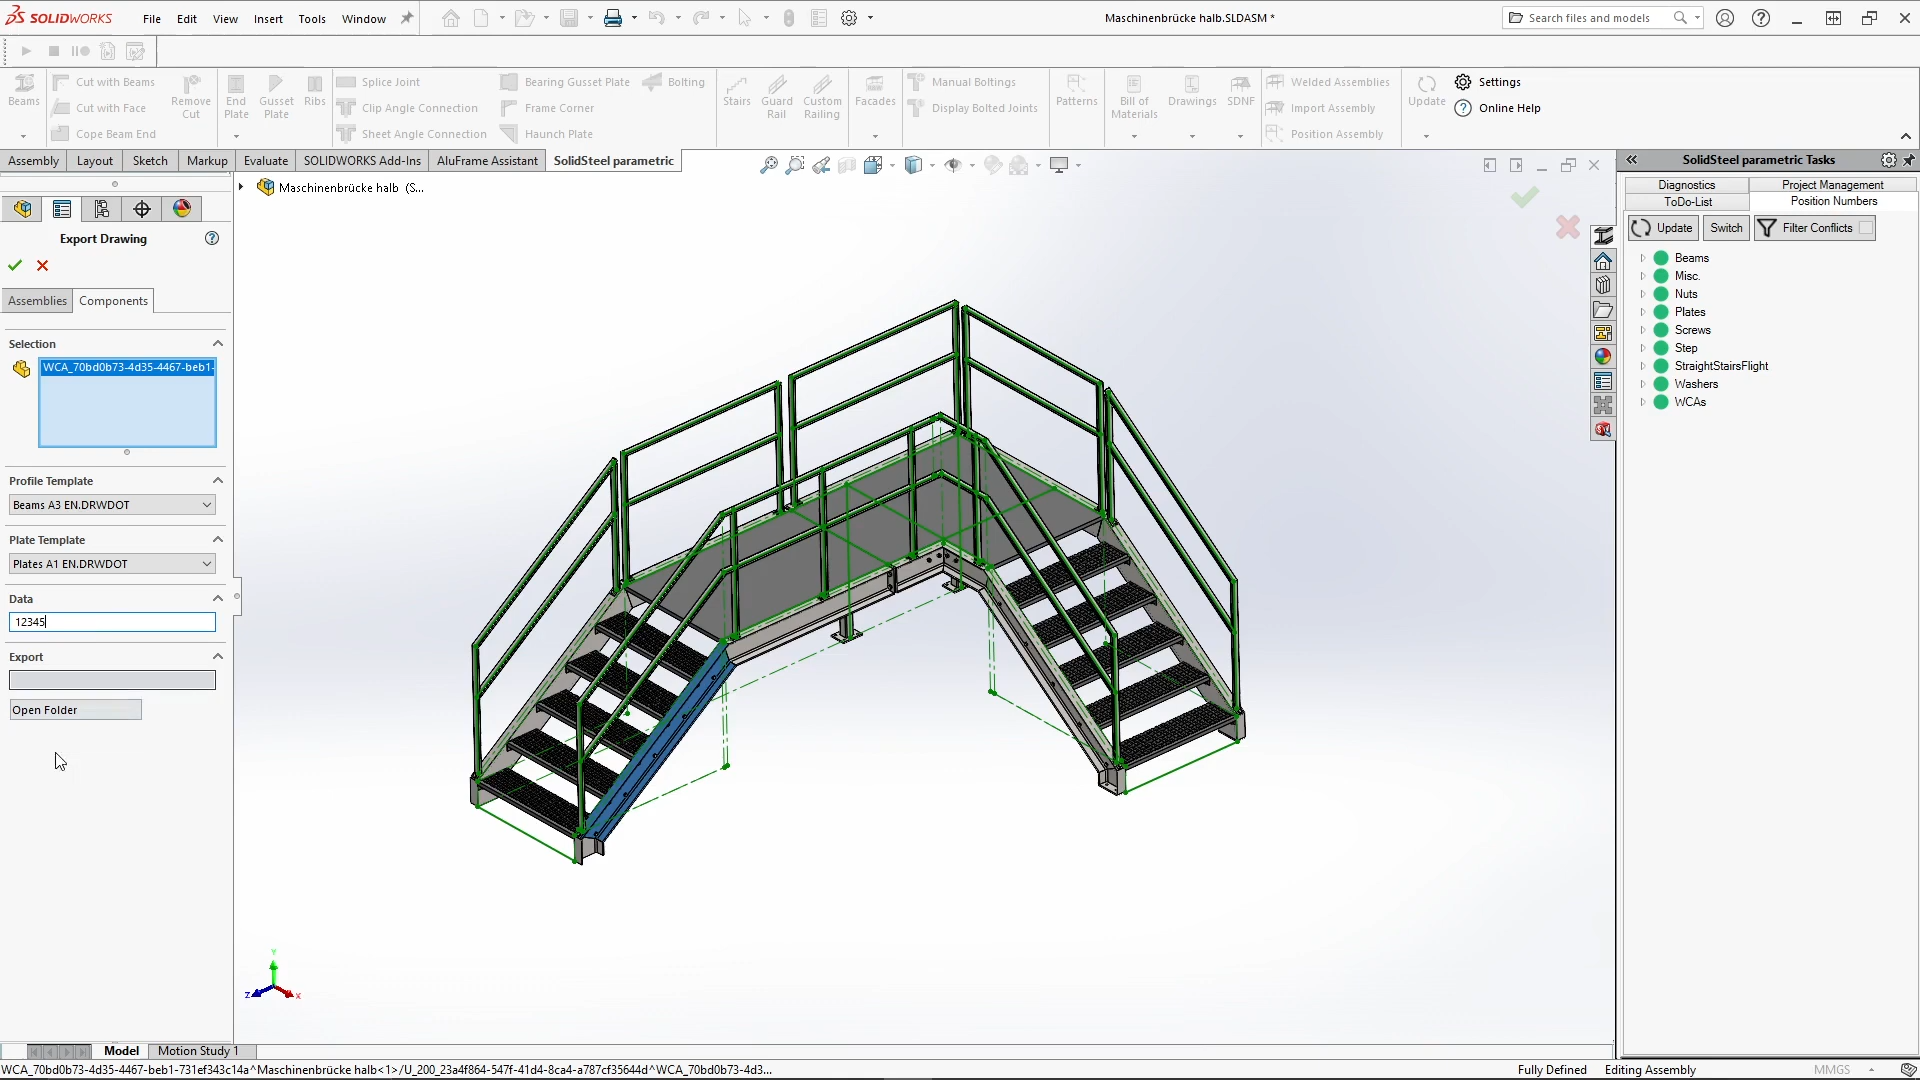 SOLIDWORKS File Edit View Insert Tools Window
Maschinenbrücke halb.SLDASM *
Search files and models
Beams
Cut with Beams
Cut with Face
Cope Beam End
Remove Cut
End Plate
Gusset Plate
Ribs
Splice Joint
Clip Angle Connection
Sheet Angle Connection
Bearing Gusset Plate
Frame Corner
Haunch Plate
Bolting
Stairs
Guard Rail
Custom Railing
Facades
Manual Boltings
Display Bolted Joints
Patterns
Bill of Materials
Drawings
SDNF
Welded Assemblies
Import Assembly
Position Assembly
Update
Settings
Online Help
Assembly Layout Sketch Markup Evaluate SOLIDWORKS Add-Ins AluFrame Assistant SolidSteel parametric
Maschinenbrücke halb (S...
Export Drawing
Assemblies Components
Selection
WCA_70bd0b73-4d35-4467-beb1-
Profile Template
Beams A3 EN.DRWDOT
Plate Template
Plates A1 EN.DRWDOT
Data
12345
Export
Open Folder
Y
Z
X
SolidSteel parametric Tasks
Diagnostics Project Management
ToDo-List Position Numbers
Update Switch Filter Conflicts
Beams
Misc.
Nuts
Plates
Screws
Step
StraightStairsFlight
Washers
WCAs
Model Motion Study 1
WCA_70bd0b73-4d35-4467-beb1-731ef343c14a^Maschinenbrücke halb<1>/U_200_23a4f864-547f-41d4-8ca4-a787cf35644d^WCA_70bd0b73-4d3...
Fully Defined Editing Assembly MMGS